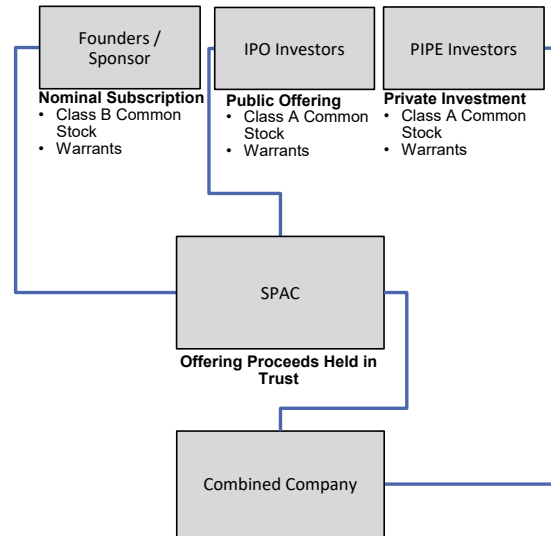 Founders /
Sponsor
IPO Investors
PIPE Investors
Nominal Subscription
• Class B Common
Stock
• Warrants
Public Offering
• Class A Common
Stock
• Warrants
Private Investment
• Class A Common
Stock
• Warrants
SPAC
Offering Proceeds Held in
Trust
Combined Company